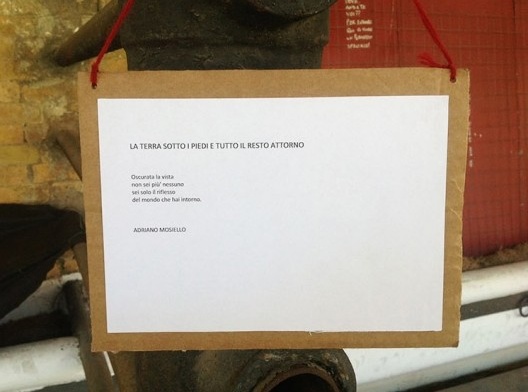 LA TERRA SOTTO I PIEDI E TUTTO IL RESTO ATTORNO
Oscurata la vista
non sei più' nessuno
sei solo il riflesso
del mondo che hai intorno.
ADRIANO MOSIELLO